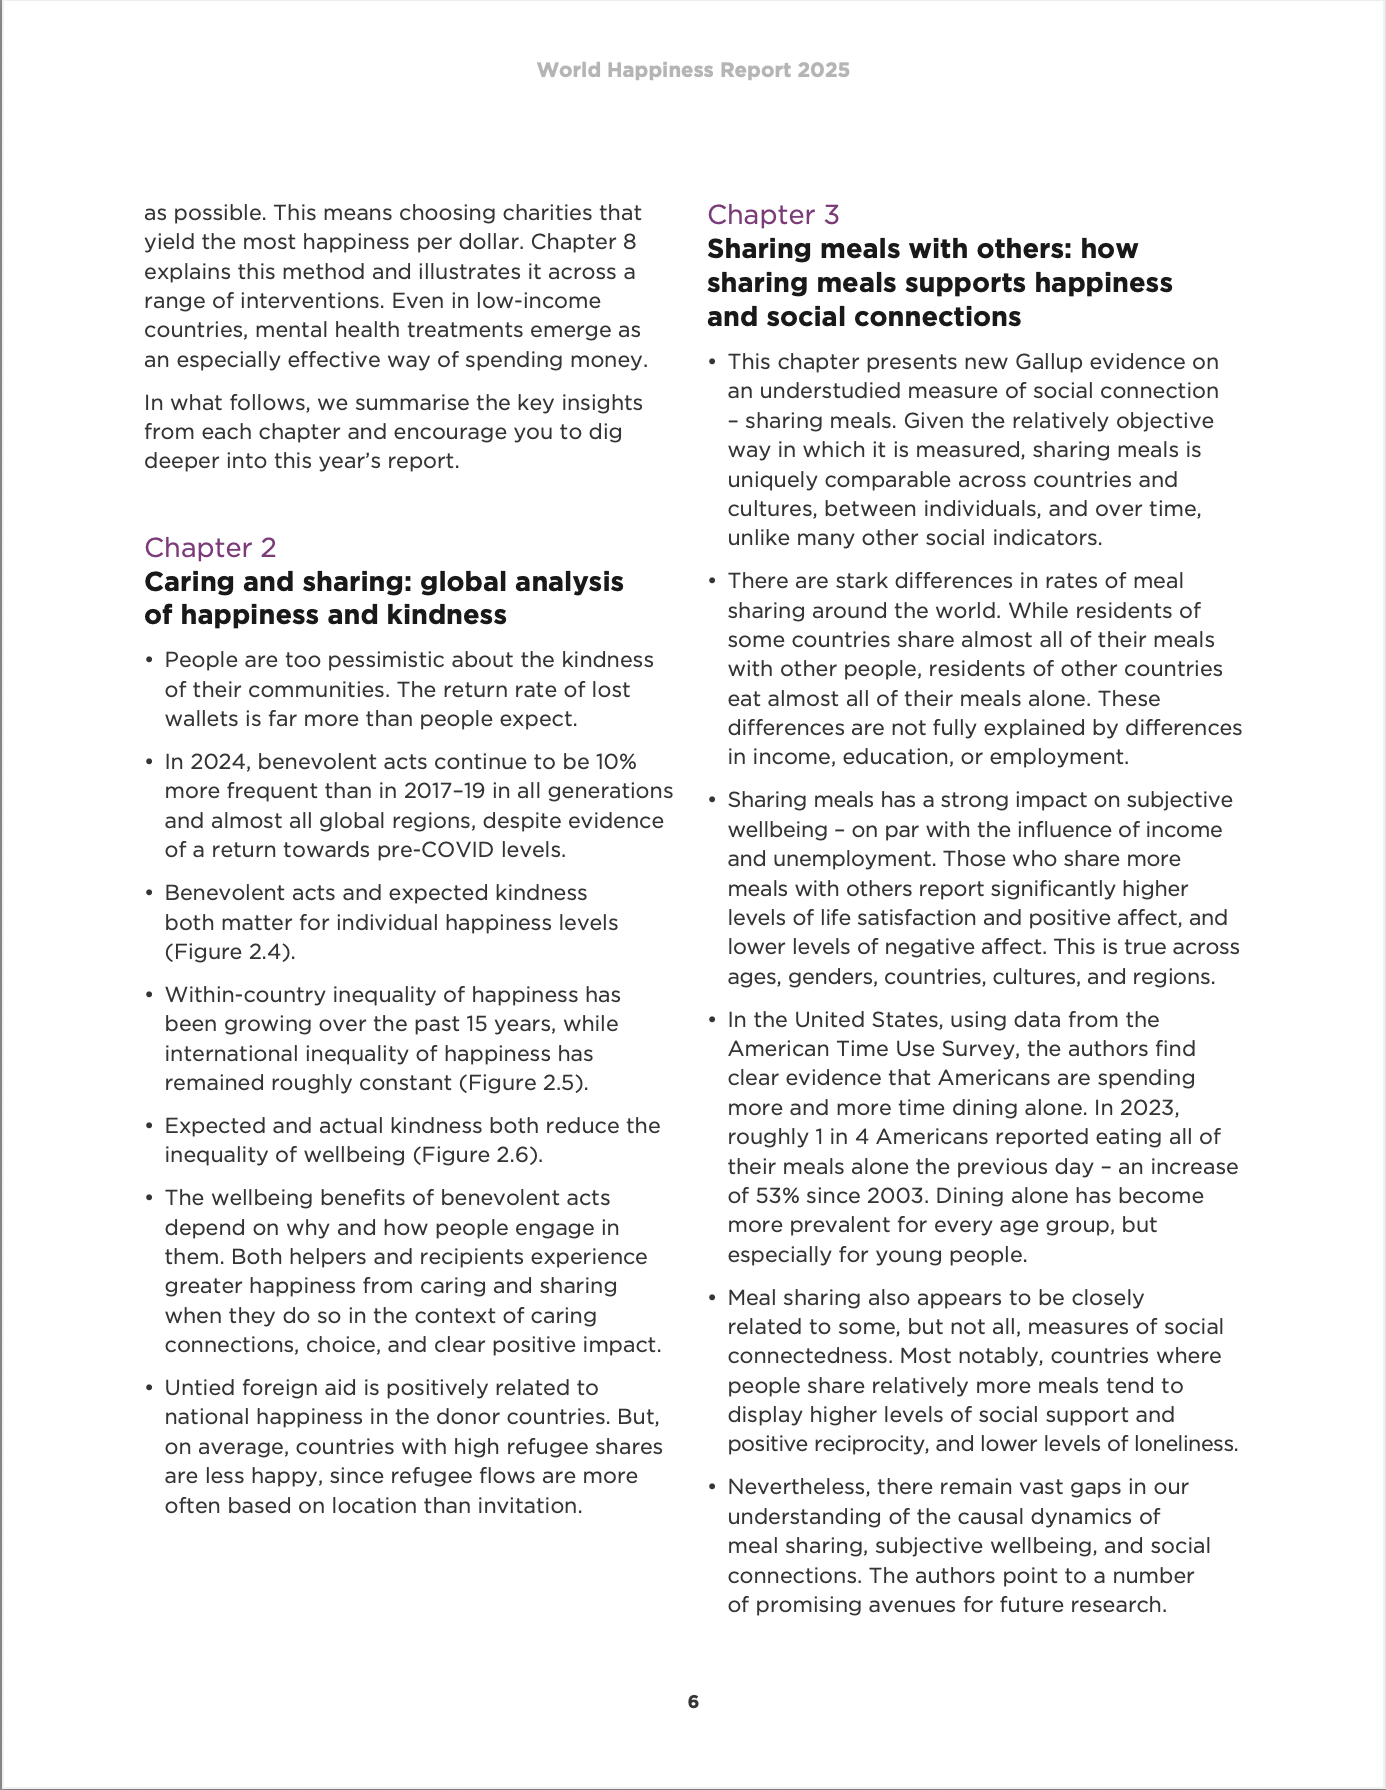 World Happiness Report 2025
as possible. This means choosing charities that
yield the most happiness per dollar. Chapter 8
explains this method and illustrates it across a
range of interventions. Even in low-income
countries, mental health treatments emerge as
an especially effective way of spending money.
In what follows, we summarise the key insights
from each chapter and encourage you to dig
deeper into this year’s report.
Chapter 2
Caring and sharing: global analysis
of happiness and kindness
• People are too pessimistic about the kindness
of their communities. The return rate of lost
wallets is far more than people expect.
• In 2024, benevolent acts continue to be 10%
more frequent than in 2017–19 in all generations
and almost all global regions, despite evidence
of a return towards pre-COVID levels.
• Benevolent acts and expected kindness
both matter for individual happiness levels
(Figure 2.4).
• Within-country inequality of happiness has
been growing over the past 15 years, while
international inequality of happiness has
remained roughly constant (Figure 2.5).
• Expected and actual kindness both reduce the
inequality of wellbeing (Figure 2.6).
• The wellbeing benefits of benevolent acts
depend on why and how people engage in
them. Both helpers and recipients experience
greater happiness from caring and sharing
when they do so in the context of caring
connections, choice, and clear positive impact.
• Untied foreign aid is positively related to
national happiness in the donor countries. But,
on average, countries with high refugee shares
are less happy, since refugee flows are more
often based on location than invitation.
Chapter 3
Sharing meals with others: how
sharing meals supports happiness
and social connections
• This chapter presents new Gallup evidence on
an understudied measure of social connection
– sharing meals. Given the relatively objective
way in which it is measured, sharing meals is
uniquely comparable across countries and
cultures, between individuals, and over time,
unlike many other social indicators.
• There are stark differences in rates of meal
sharing around the world. While residents of
some countries share almost all of their meals
with other people, residents of other countries
eat almost all of their meals alone. These
differences are not fully explained by differences
in income, education, or employment.
• Sharing meals has a strong impact on subjective
wellbeing – on par with the influence of income
and unemployment. Those who share more
meals with others report significantly higher
levels of life satisfaction and positive affect, and
lower levels of negative affect. This is true across
ages, genders, countries, cultures, and regions.
• In the United States, using data from the
American Time Use Survey, the authors find
clear evidence that Americans are spending
more and more time dining alone. In 2023,
roughly 1 in 4 Americans reported eating all of
their meals alone the previous day – an increase
of 53% since 2003. Dining alone has become
more prevalent for every age group, but
especially for young people.
• Meal sharing also appears to be closely
related to some, but not all, measures of social
connectedness. Most notably, countries where
people share relatively more meals tend to
display higher levels of social support and
positive reciprocity, and lower levels of loneliness.
• Nevertheless, there remain vast gaps in our
understanding of the causal dynamics of
meal sharing, subjective wellbeing, and social
connections. The authors point to a number
of promising avenues for future research.
6